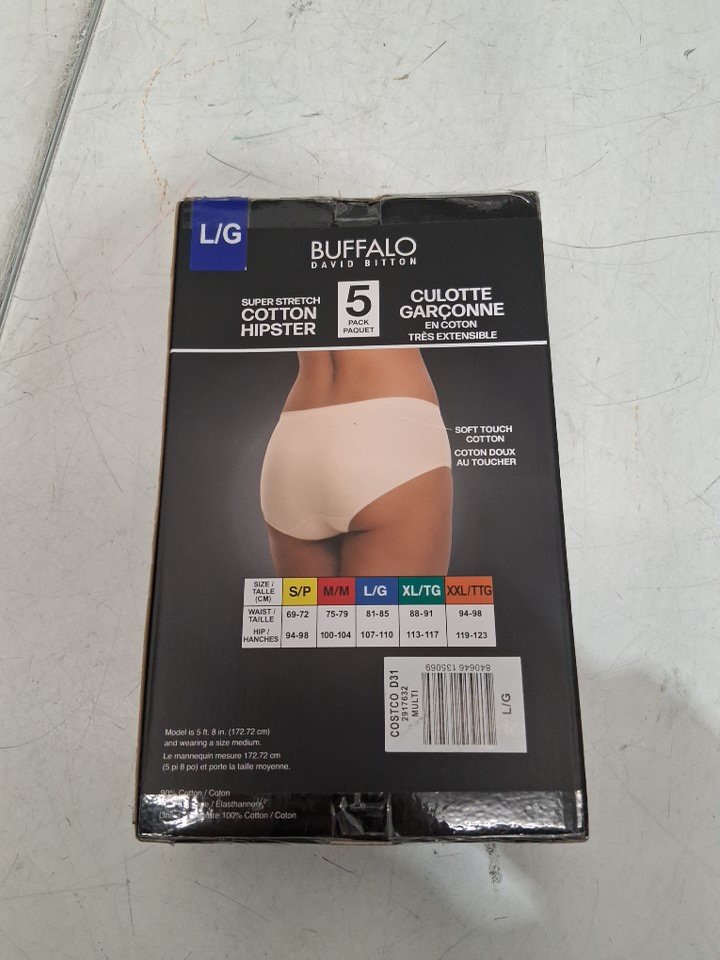 L/G
BUFFALO
DAVID BITTON
SUPER STRETCH
COTTON
HIPSTER
5
PACK
PAQUET
CULOTTE
GARÇONNE
EN COTON
TRÈS EXTENSIBLE
SOFT TOUCH
COTTON
COTON DOUX
AU TOUCHER
SIZE / TAILLE (CM) S/P M/M L/G XL/TG XXL/TTG
WAIST / TAILLE 69-72 75-79 81-85 88-91 94-98
HIP / HANCHES 94-98 100-104 107-110 113-117 119-123
COSTCO D31
2917632
MULTI
840646 135069
L/G
Model is 5 ft. 8 in. (172.72 cm)
and wearing a size medium.
Le mannequin mesure 172.72 cm
(5 pi 8 po) et porte la taille moyenne.
90% Cotton / Coton
/ Élasthanne
100% Cotton / Coton